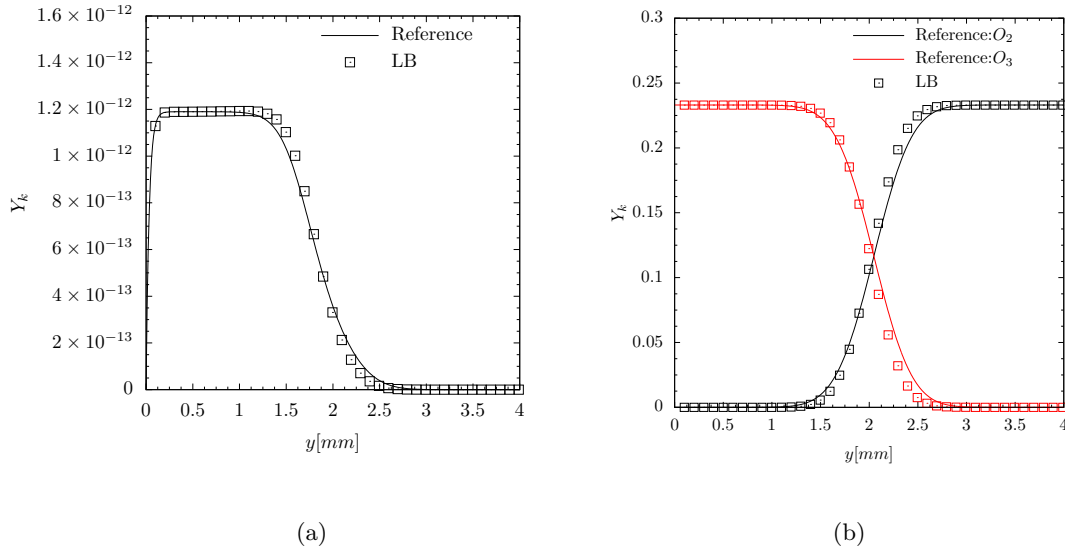 1.6 × 10⁻¹²
1.4 × 10⁻¹²
1.2 × 10⁻¹²
1 × 10⁻¹²
8 × 10⁻¹³
6 × 10⁻¹³
4 × 10⁻¹³
2 × 10⁻¹³
0
Y_k
Reference
LB
0 0.5 1 1.5 2 2.5 3 3.5 4
y[mm]
(a)
0.3
0.25
0.2
0.15
0.1
0.05
0
Y_k
Reference:O₂
Reference:O₃
LB
0 0.5 1 1.5 2 2.5 3 3.5 4
y[mm]
(b)